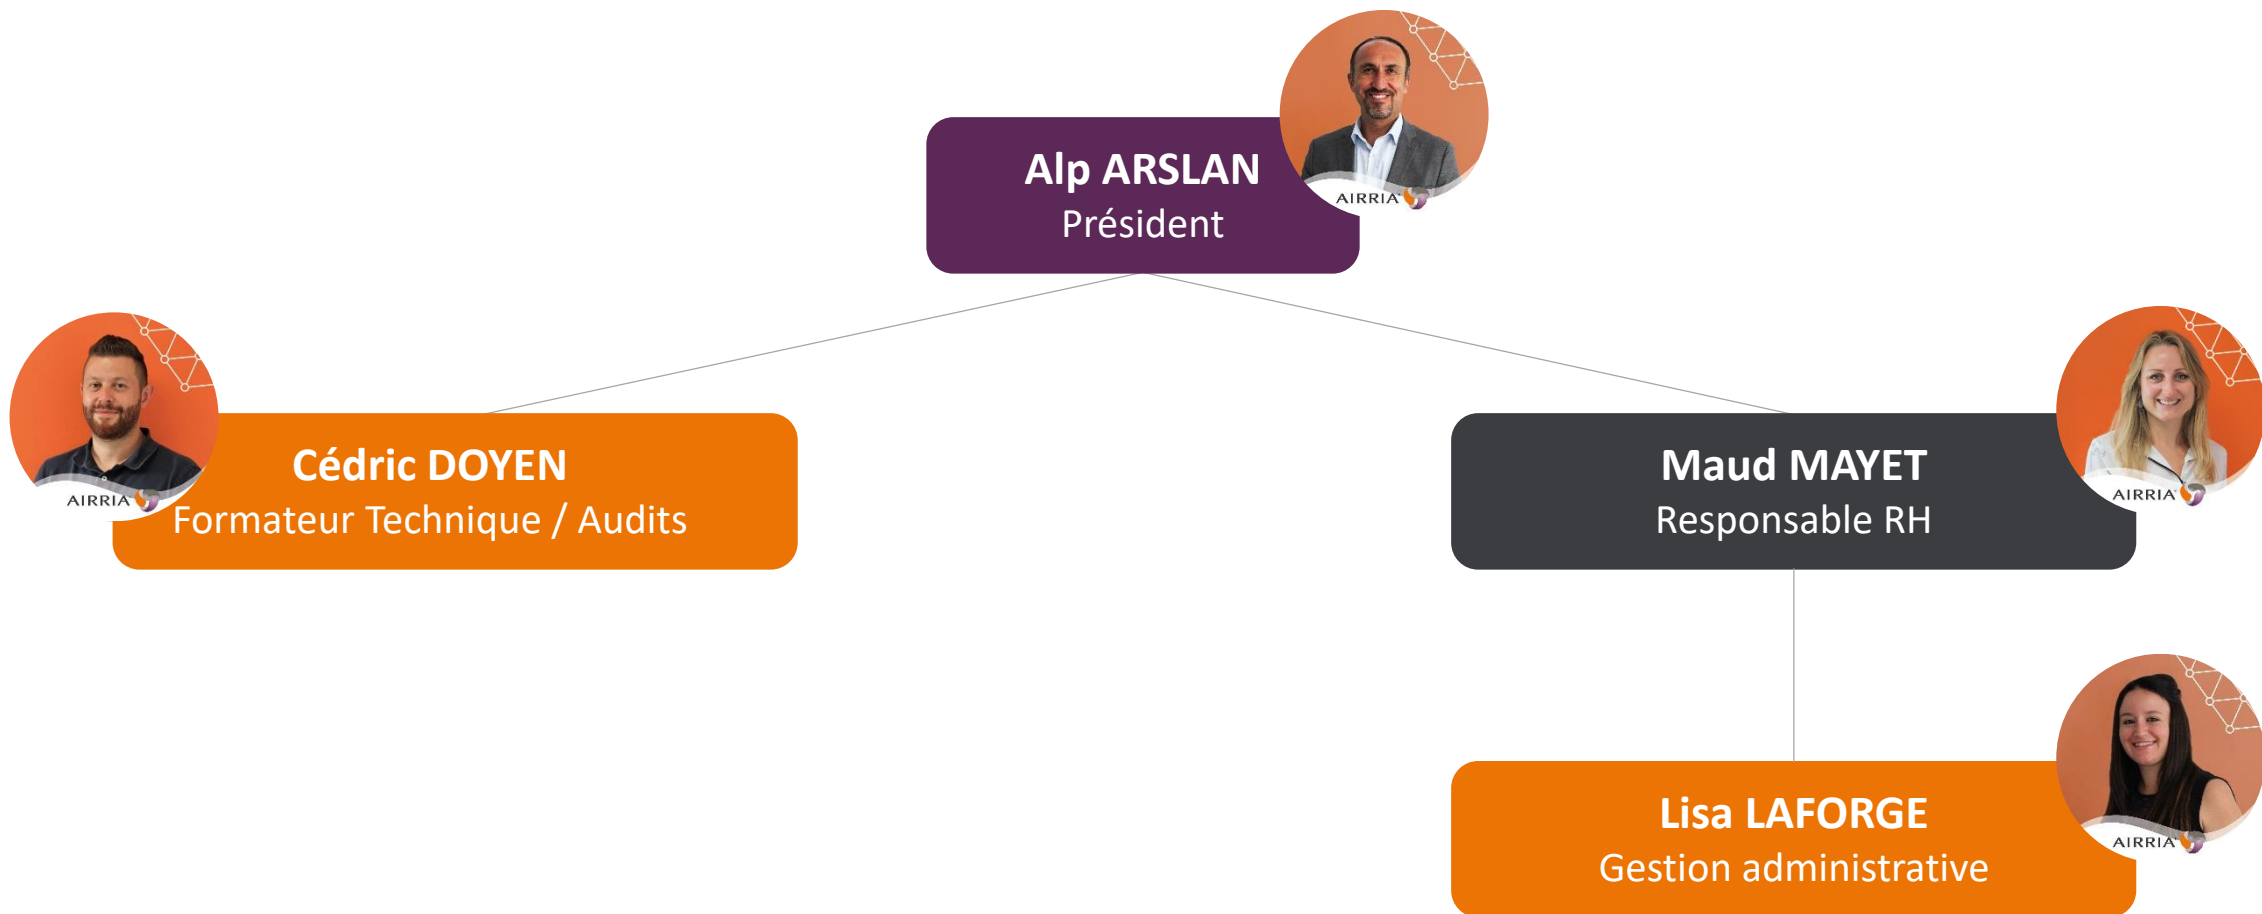 AIRRIA
Alp ARSLAN
Président
AIRRIA
Cédric DOYEN
Formateur Technique / Audits
AIRRIA
Maud MAYET
Responsable RH
AIRRIA
Lisa LAFORGE
Gestion administrative